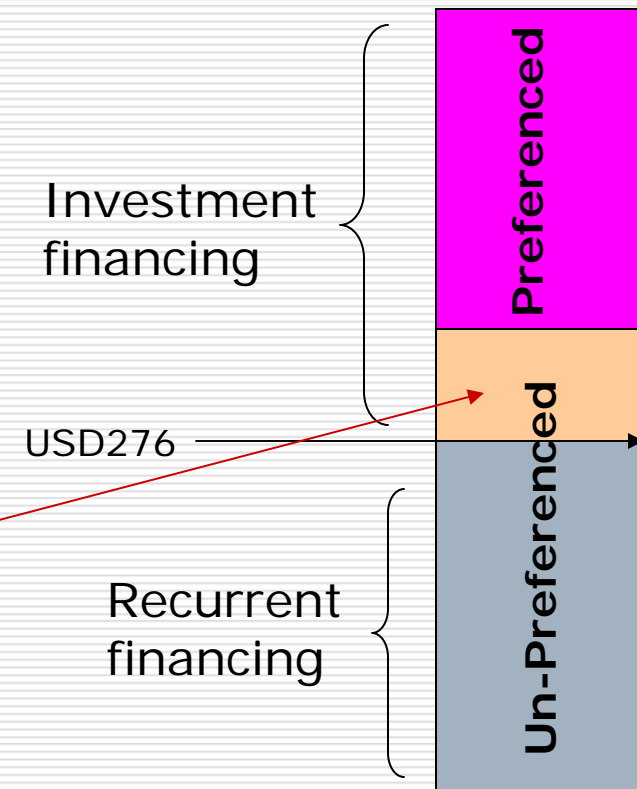 Preferenced
Investment
financing
USD276
Un-Preferenced
Recurrent
financing